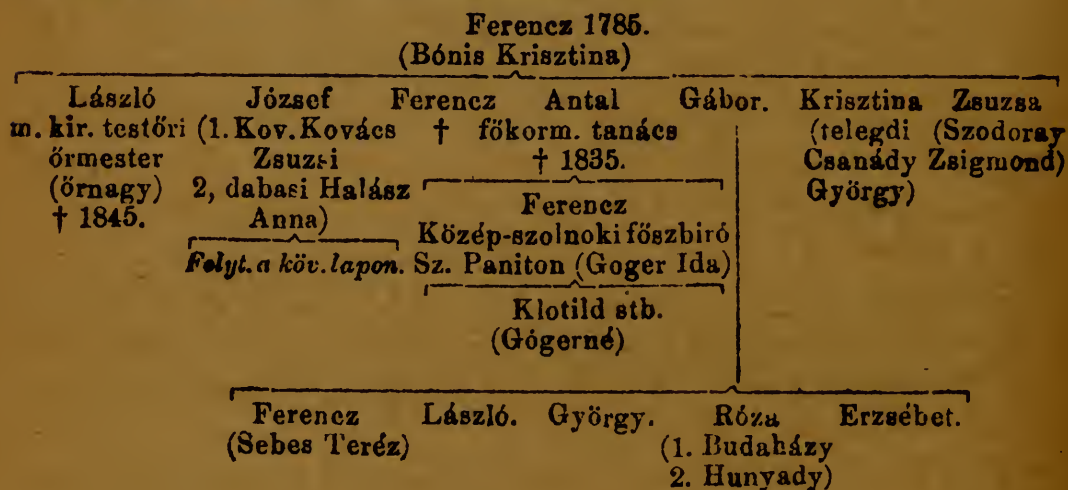 Ferencz 1785.
(Bónis Krisztina)
László József Ferencz Antal Gábor. Krisztina Zsuzsa
m. kir. testőri (1. Kov. Kovács † főkorm. tanács (telegdi (Szodoray
őrmester Zsuzsi † 1835. Csanády Zsigmond)
(őrnagy) 2, dabasi Halász Ferencz György)
† 1845. Anna) Közép-szolnoki főszbiró
Folyt. a köv. lapon. Sz. Paniton (Goger Ida)
Klotild stb.
(Gógerné)
Ferencz László. György. Róza Erzsébet.
(Sebes Teréz) (1. Budaházy
2. Hunyady)